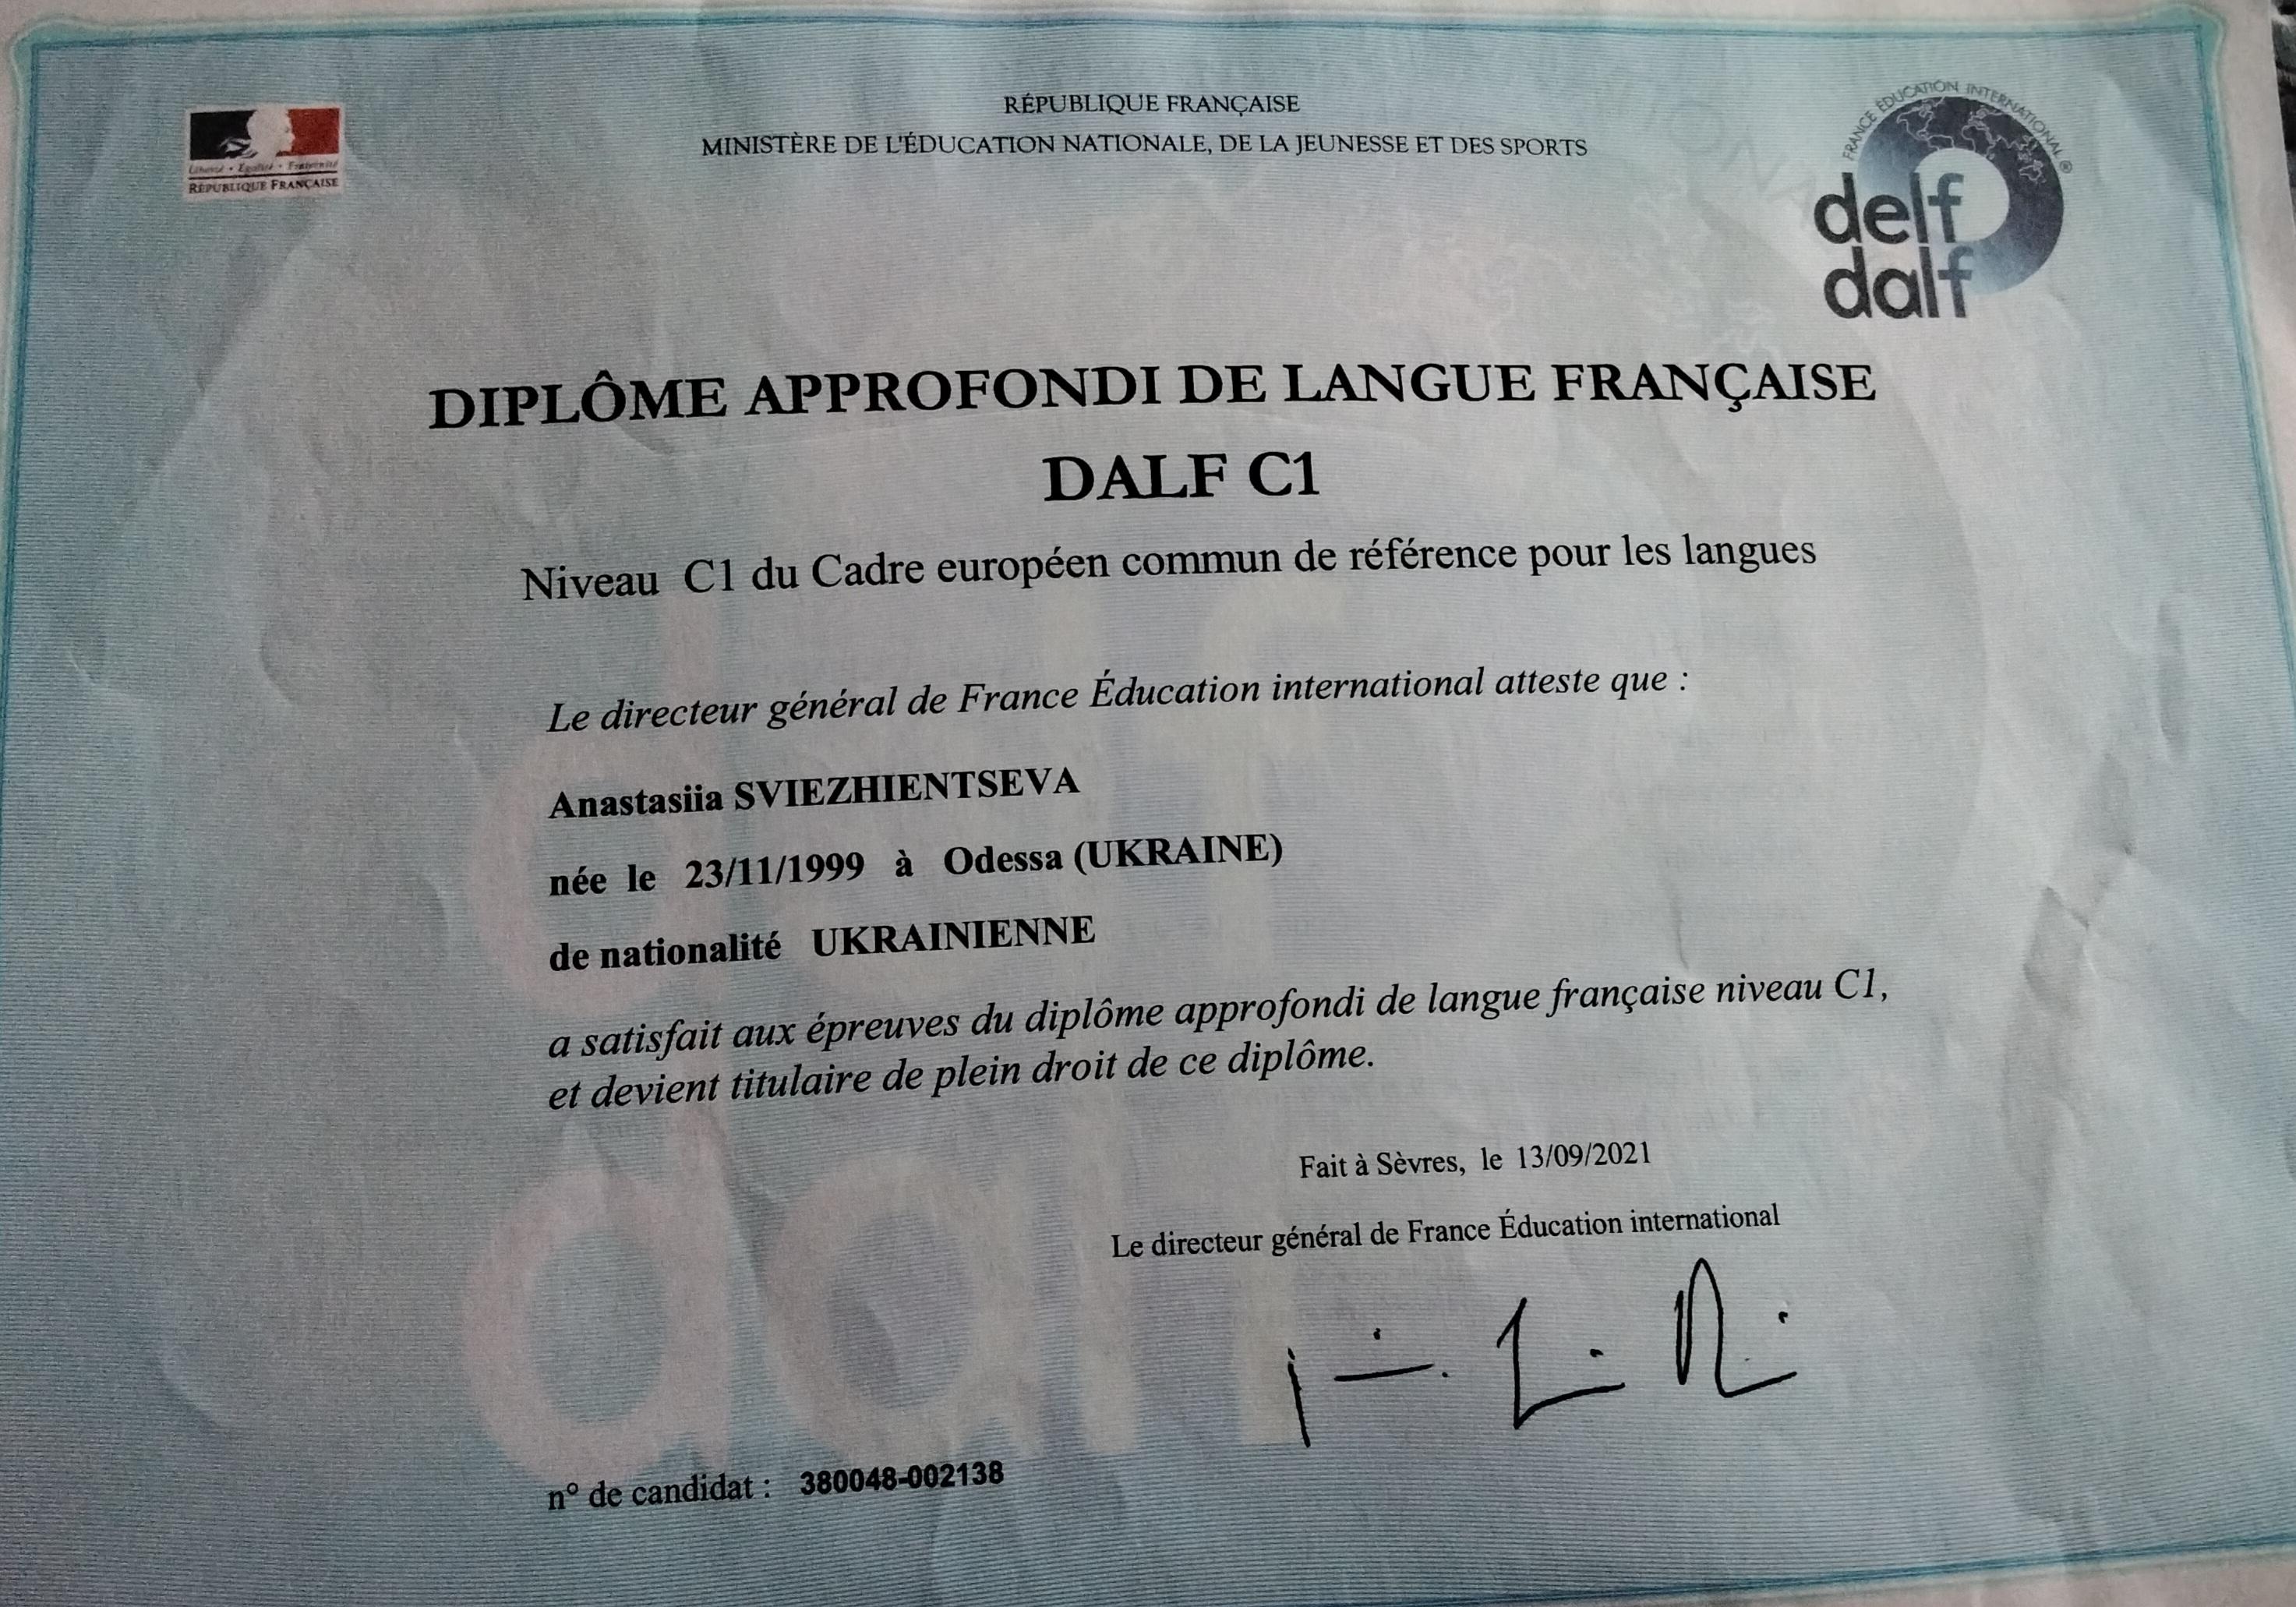 RÉPUBLIQUE FRANÇAISE
MINISTÈRE DE L'ÉDUCATION NATIONALE, DE LA JEUNESSE ET DES SPORTS
Liberté • Égalité • Fraternité
RÉPUBLIQUE FRANÇAISE
FRANCE ÉDUCATION INTERNATIONAL®
delf
dalf
DIPLÔME APPROFONDI DE LANGUE FRANÇAISE
DALF C1
Niveau C1 du Cadre européen commun de référence pour les langues
Le directeur général de France Éducation international atteste que :
Anastasiia SVIEZHIENTSEVA
née le 23/11/1999 à Odessa (UKRAINE)
de nationalité UKRAINIENNE
a satisfait aux épreuves du diplôme approfondi de langue française niveau C1,
et devient titulaire de plein droit de ce diplôme.
Fait à Sèvres, le 13/09/2021
Le directeur général de France Éducation international
n° de candidat : 380048-002138